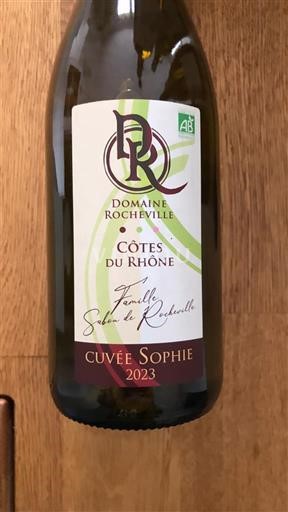 DR
AB
DOMAINE
ROCHEVILLE
CÔTES
DU RHÔNE
Famille
Sabon de Rocheville
CUVÉE SOPHIE
2023